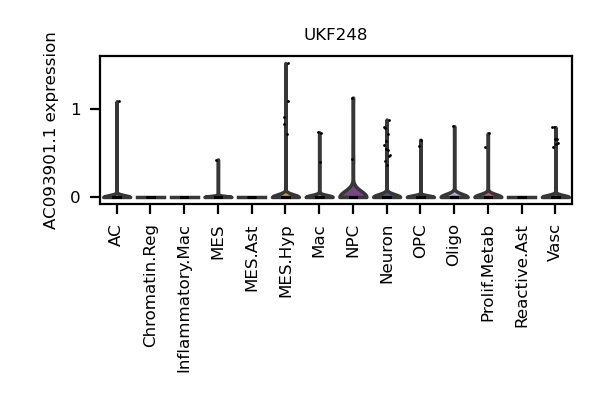 UKF248
AC093901.1 expression
1
0
AC
Chromatin.Reg
Inflammatory.Mac
MES
MES.Ast
MES.Hyp
Mac
NPC
Neuron
OPC
Oligo
Prolif.Metab
Reactive.Ast
Vasc